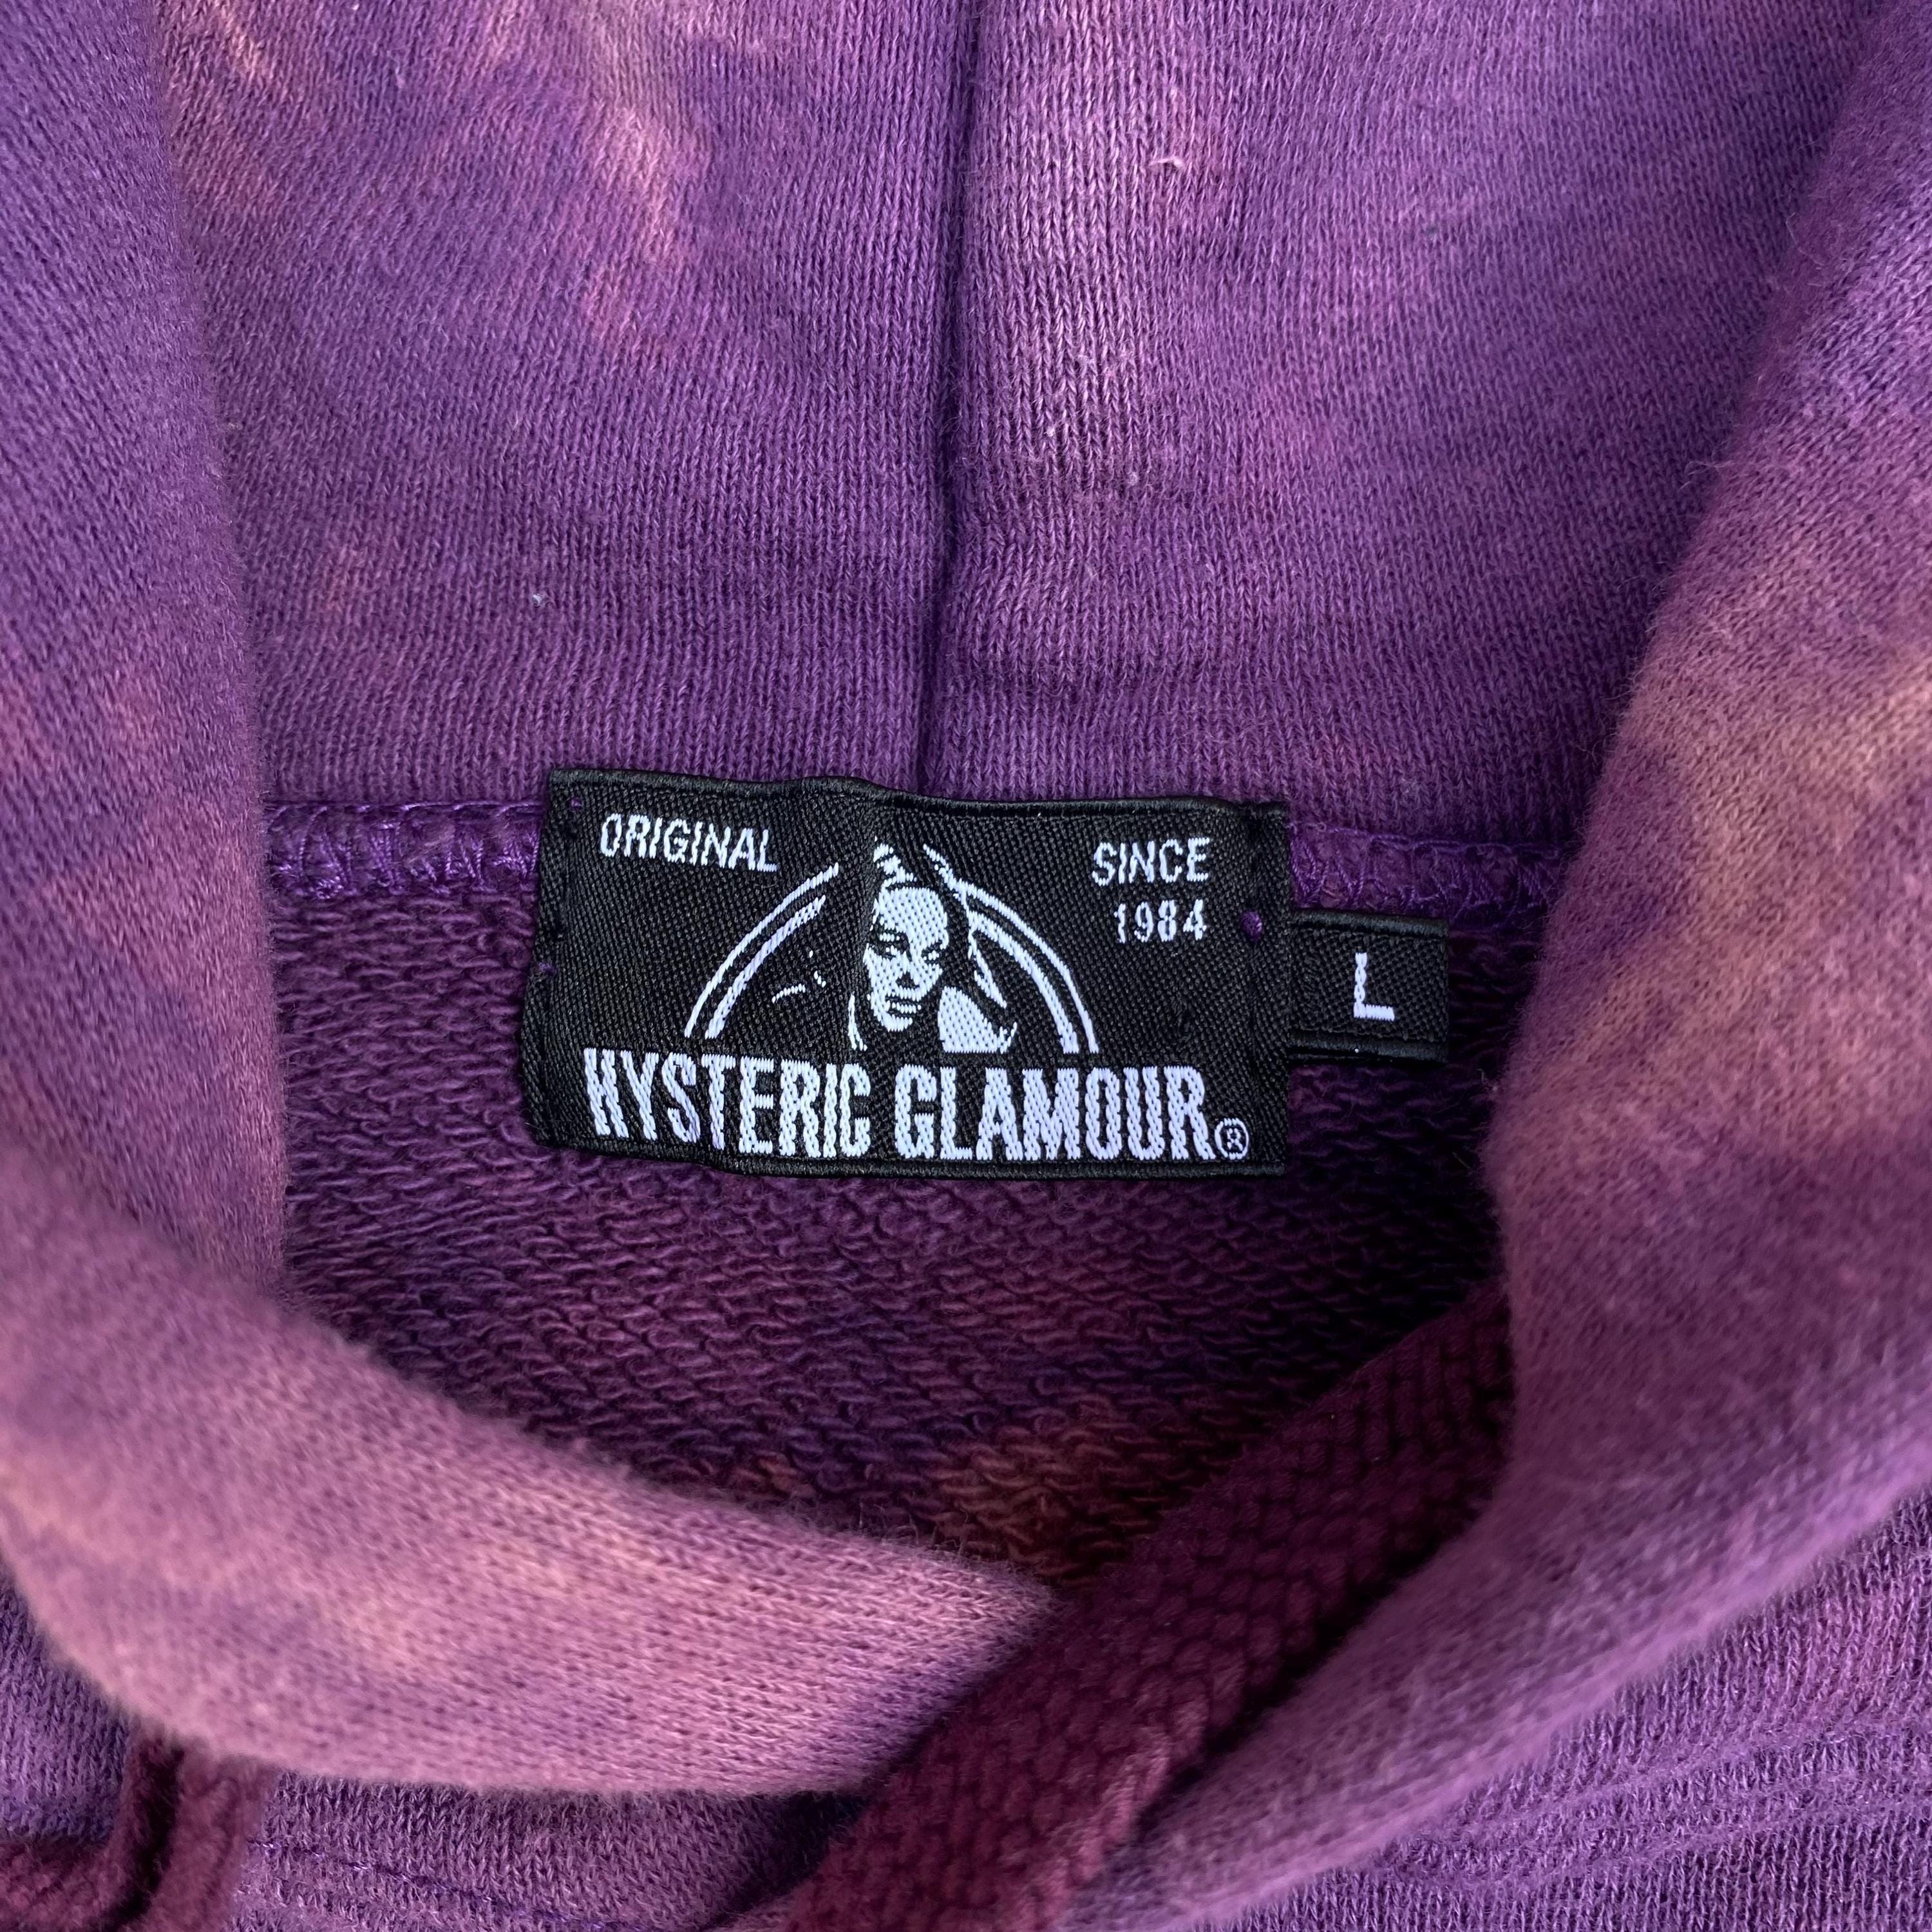 ORIGINAL
SINCE
1984
L
HYSTERIC GLAMOUR®